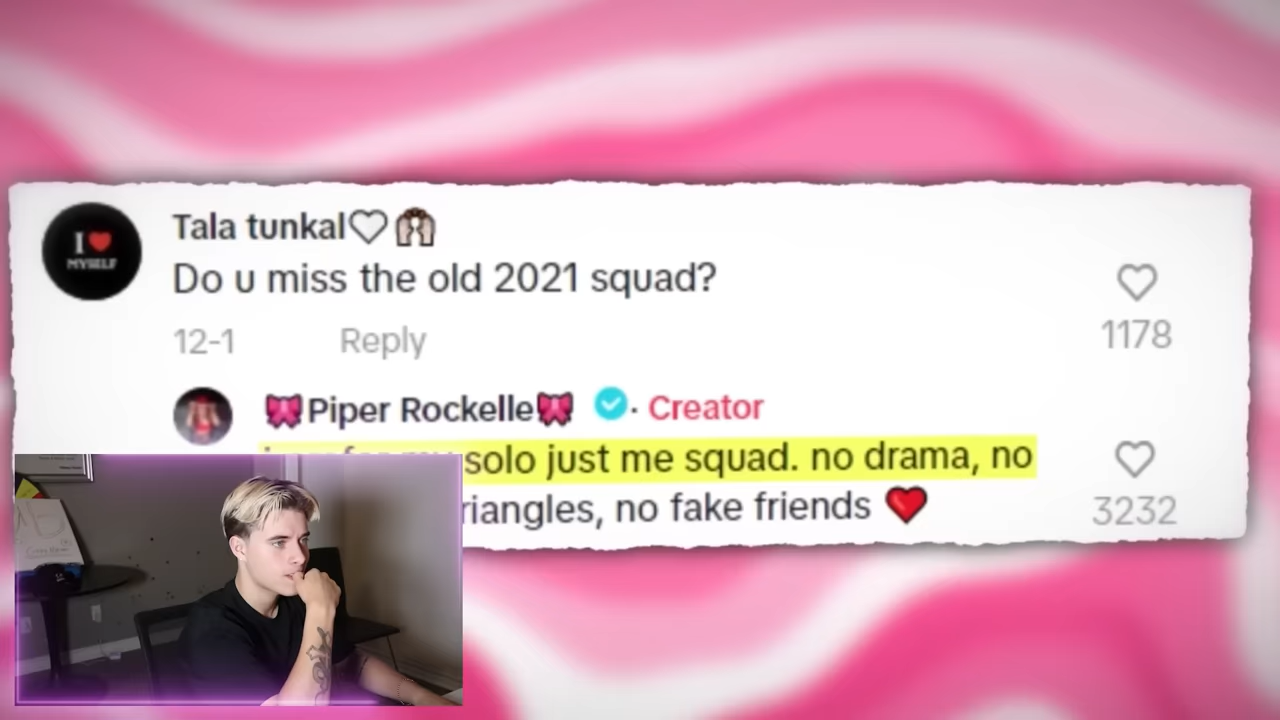 I ❤ MYSELF
Tala tunkal♡🫶🏻
Do u miss the old 2021 squad?
12-1 Reply
1178
🎀Piper Rockelle🎀 · Creator
solo just me squad. no drama, no
no fake friends ❤️
3232